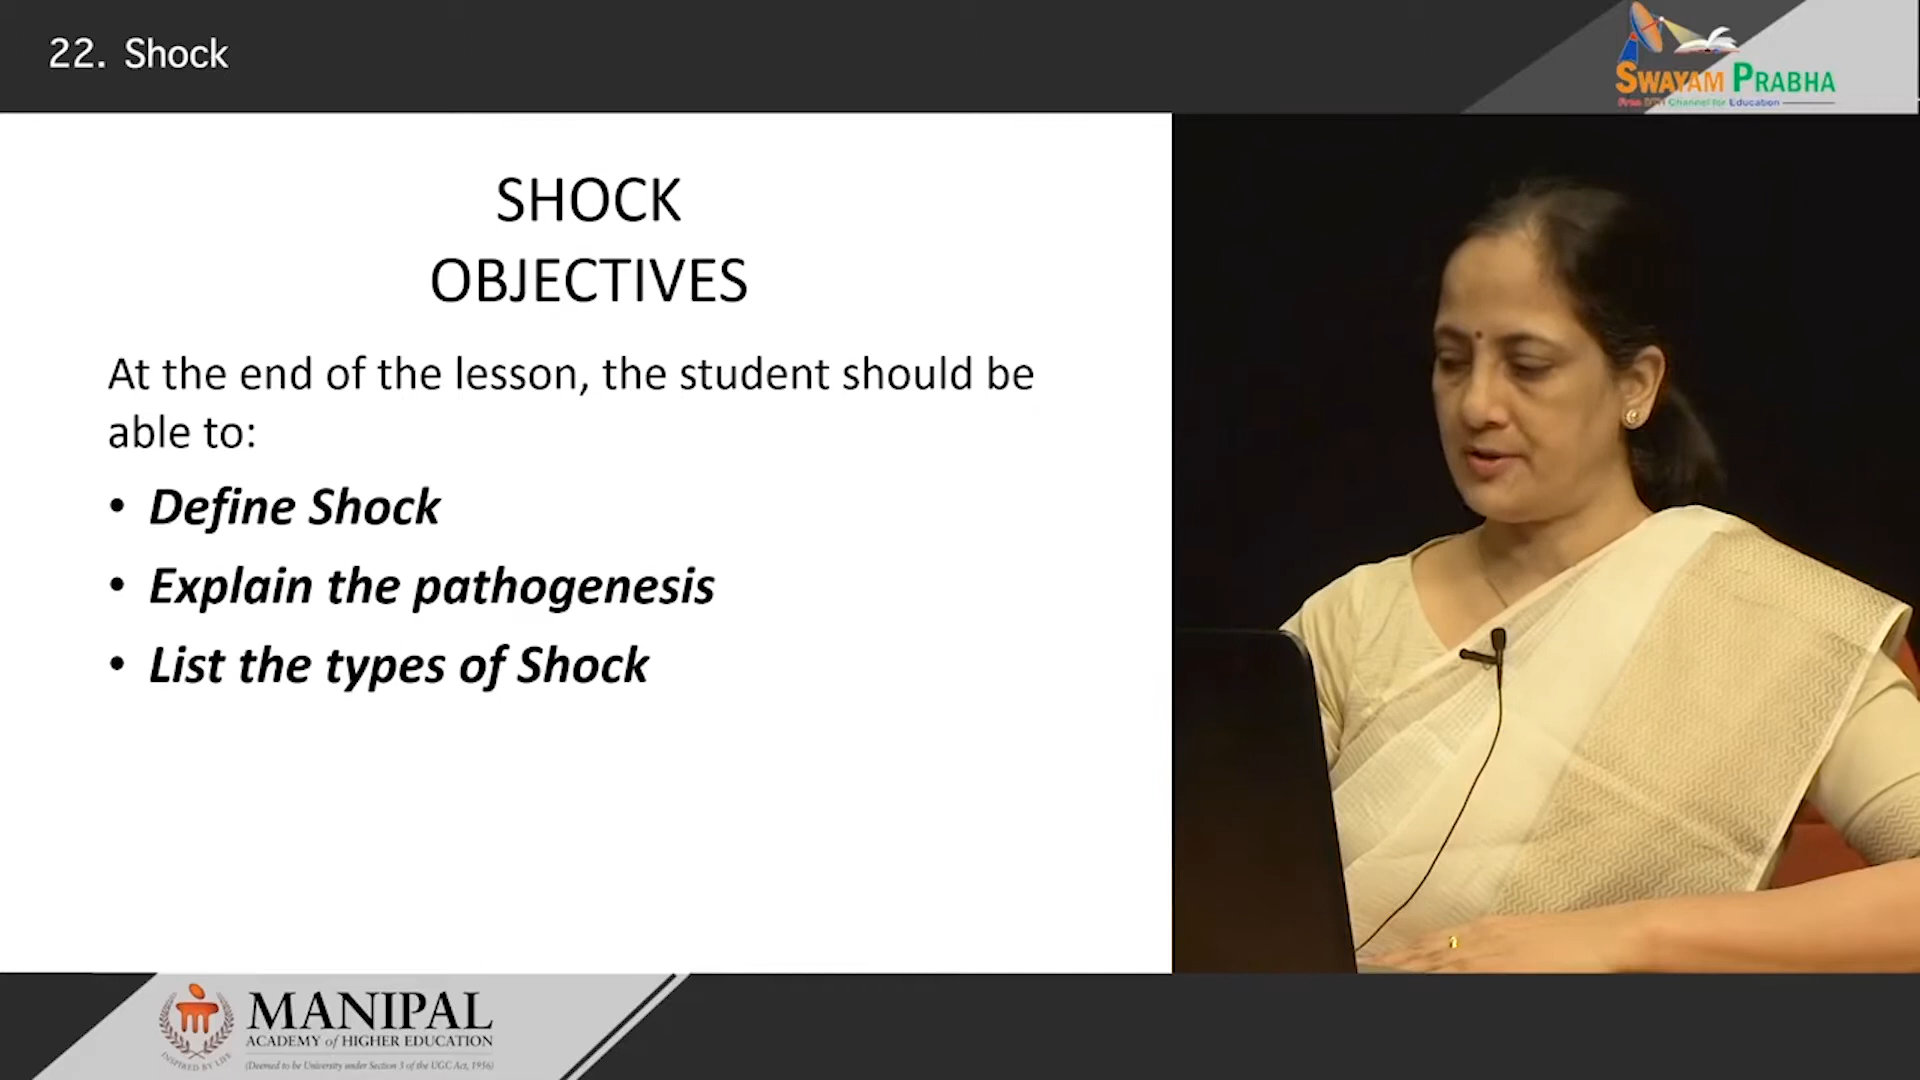 22. Shock
SWAYAM PRABHA
Free DTH Channel for Education
SHOCK
OBJECTIVES
At the end of the lesson, the student should be
able to:
• Define Shock
• Explain the pathogenesis
• List the types of Shock
MANIPAL
ACADEMY of HIGHER EDUCATION
(Deemed to be University under Section 3 of the UGC Act, 1956)
INSPIRED BY LIFE